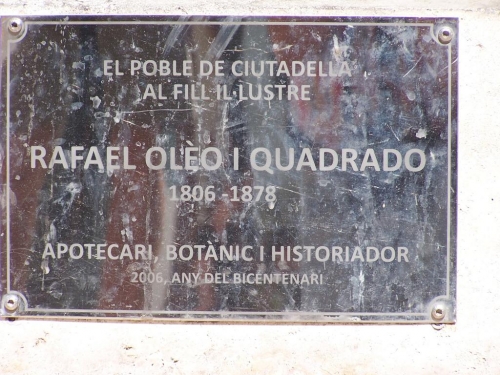 EL POBLE DE CIUTADELLA
AL FILL IL·LUSTRE
RAFAEL OLÈO I QUADRADO
1806 -1878
APOTECARI, BOTÀNIC I HISTORIADOR
2006, ANY DEL BICENTENARI